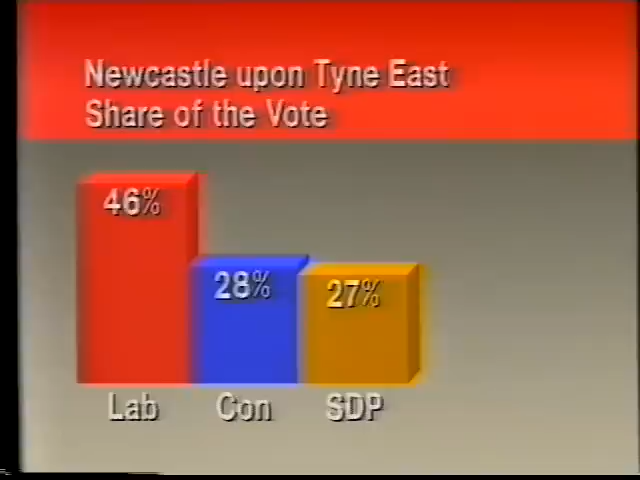 Newcastle upon Tyne East
Share of the Vote
46%
28%
27%
Lab
Con
SDP